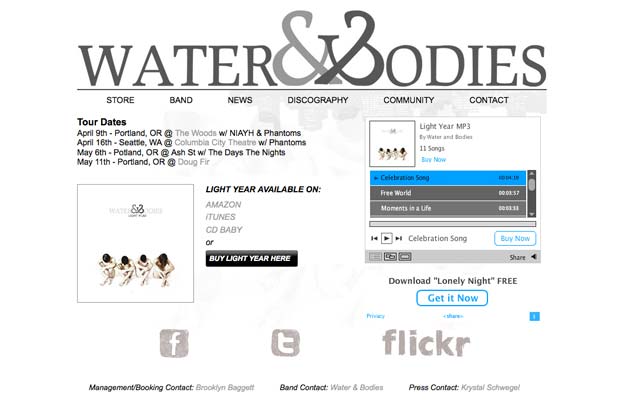 WATER & BODIES
STORE BAND NEWS DISCOGRAPHY COMMUNITY CONTACT
Tour Dates
April 9th - Portland, OR @ The Woods w/ NIAYH & Phantoms
April 16th - Seattle, WA @ Columbia City Theatre w/ Phantoms
May 6th - Potland, OR @ Ash St w/ The Days The Nights
May 11th - Portland, OR @ Doug Fir
WATER & BODIES
LIGHT YEAR
LIGHT YEAR AVAILABLE ON:
AMAZON
iTUNES
CD BABY
or
BUY LIGHT YEAR HERE
Light Year MP3
By Water and Bodies
11 Songs
Buy Now
Celebration Song 00:04:19
Free World 00:03:57
Moments in a Life 00:03:33
Celebration Song Buy Now
Share
Download "Lonely Night" FREE
Get it Now
Privacy <share>
f t flickr
Management/Booking Contact: Brooklyn Baggett Band Contact: Water & Bodies Press Contact: Krystal Schwegel